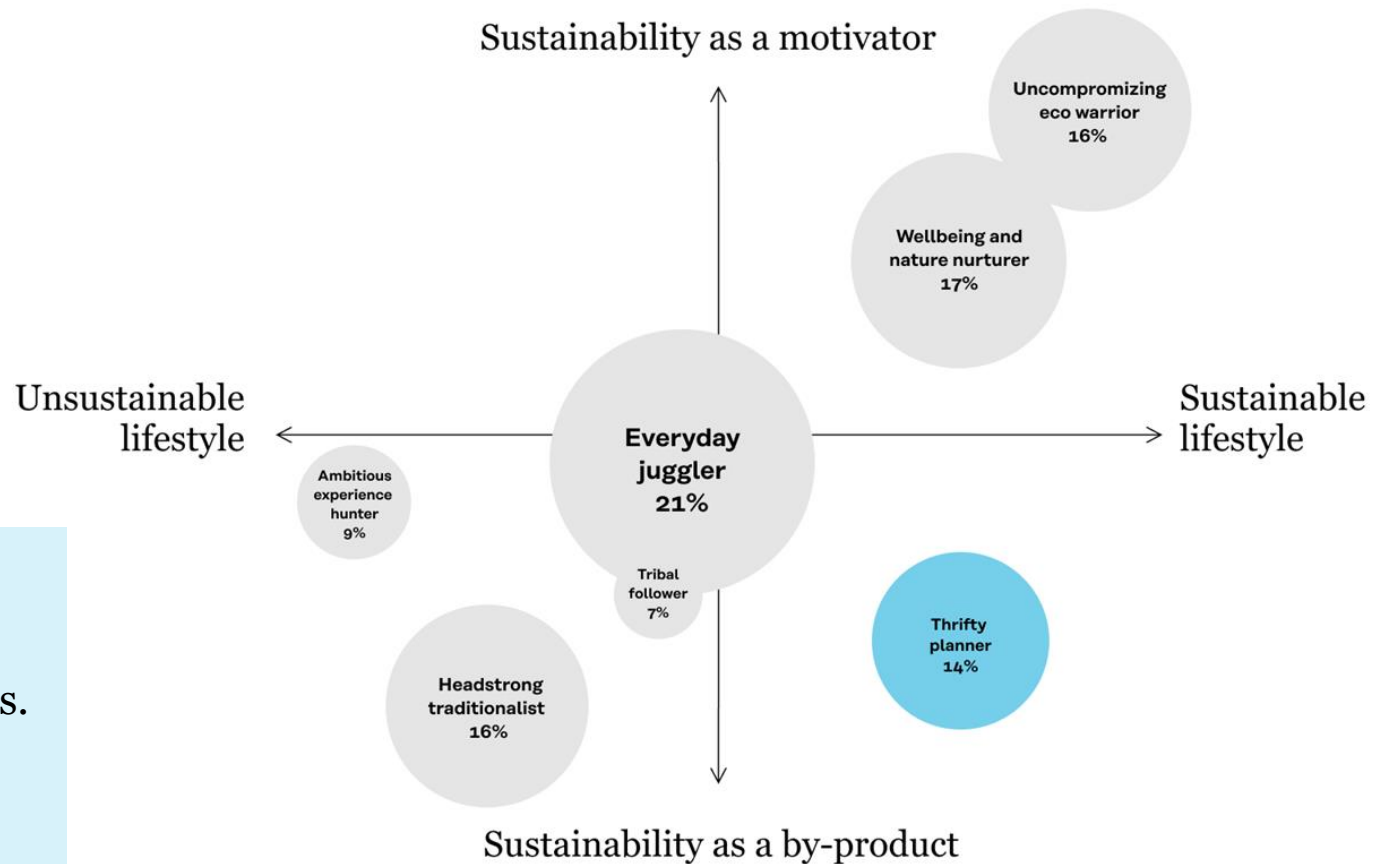 Sustainability as a motivator
Uncompromizing
eco warrior
16%
Wellbeing and
nature nurturer
17%
Unsustainable
lifestyle
Sustainable
lifestyle
Everyday
juggler
21%
Ambitious
experience
hunter
9%
Tribal
follower
7%
Thrifty
planner
14%
Headstrong
traditionalist
16%
s.
Sustainability as a by-product